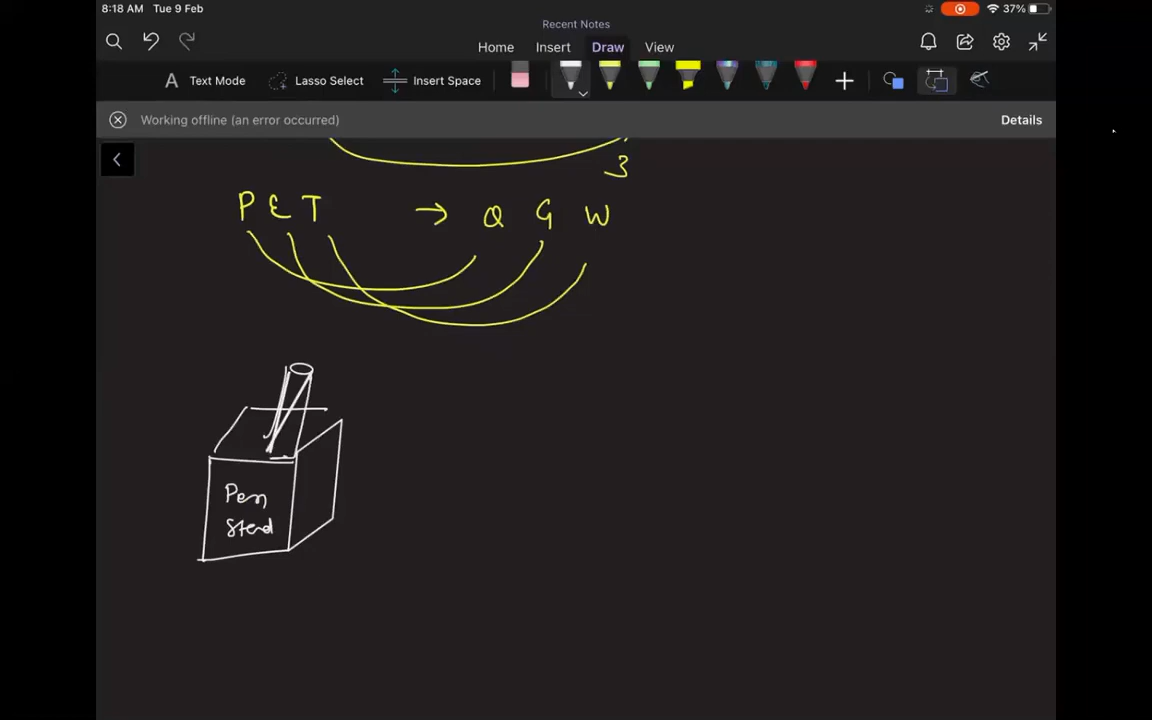 8:18 AM Tue 9 Feb 37%
Recent Notes
Home Insert Draw View
Text Mode Lasso Select Insert Space
Working offline (an error occurred) Details
3
P E T → Q G W
Pen
Stend